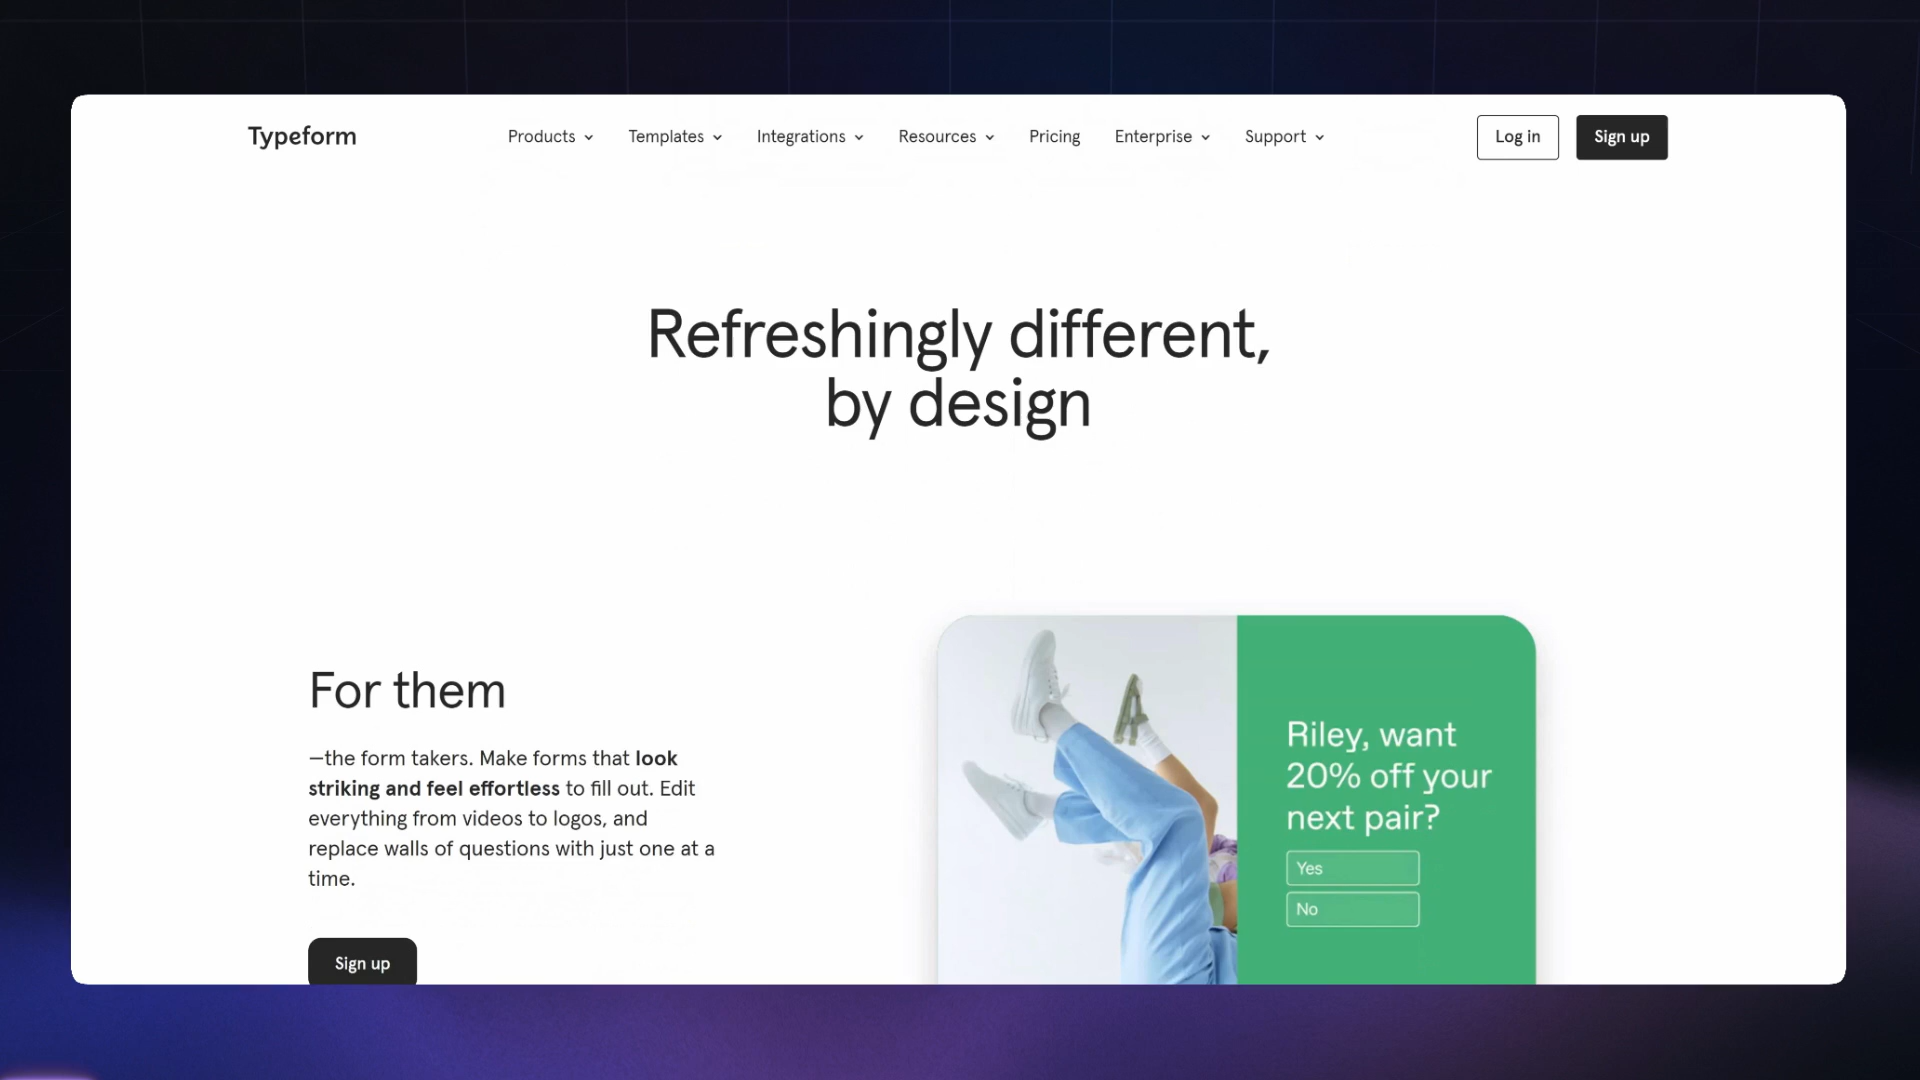 Typeform
Products
Templates
Integrations
Resources
Pricing
Enterprise
Support
Log in
Sign up
Refreshingly different,
by design
For them
—the form takers. Make forms that look
striking and feel effortless to fill out. Edit
everything from videos to logos, and
replace walls of questions with just one at a
time.
Sign up
Riley, want
20% off your
next pair?
Yes
No